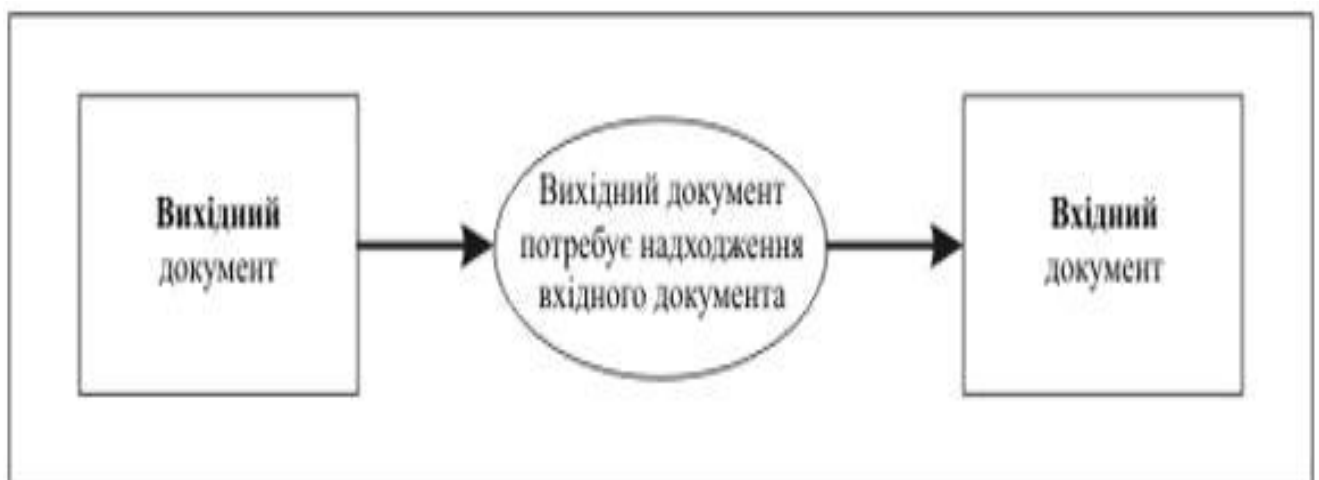 Вихідний
документ
Вихідний документ
потребує надходження
вхідного документа
Вхідний
документ